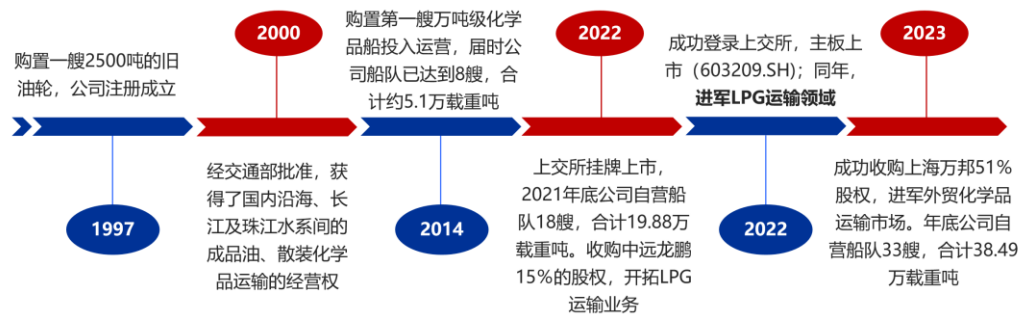 购置一艘2500吨的旧
油轮，公司注册成立
1997
2000
经交通部批准，获
得了国内沿海、长
江及珠江水系间的
成品油、散装化学
品运输的经营权
购置第一艘万吨级化学
品船投入运营，届时公
司船队已达到8艘，合
计约5.1万载重吨
2014
2022
上交所挂牌上市，
2021年底公司自营船
队18艘，合计19.88万
载重吨。收购中远龙鹏
15%的股权，开拓LPG
运输业务
成功登录上交所，主板上
市（603209.SH）；同年，
进军LPG运输领域
2022
2023
成功收购上海万邦51%
股权，进军外贸化学品
运输市场。年底公司自
营船队33艘，合计38.49
万载重吨